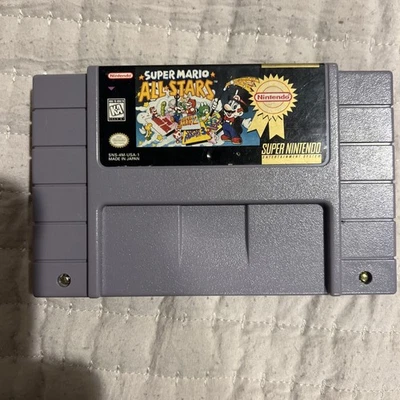 Nintendo
SUPER MARIO
ALL-STARS
Nintendo
K-A
SNS-4M-USA-1
MADE IN JAPAN
SUPER NINTENDO
ENTERTAINMENT SYSTEM